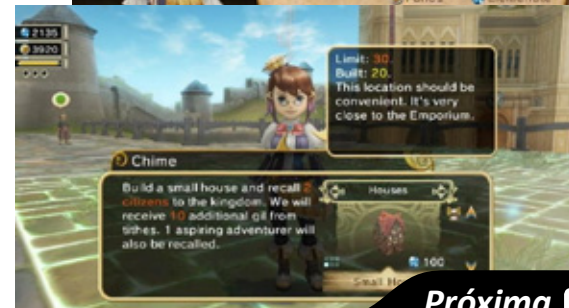 2135
3920
Limit: 30.
Built: 20.
This location should be
convenient. It's very
close to the Emporium.
Chime
Build a small house and recall 2
citizens to the kingdom. We will
receive 10 additional gil from
tithes. 1 aspiring adventurer will
also be recalled.
Houses
100
Small
Próxima